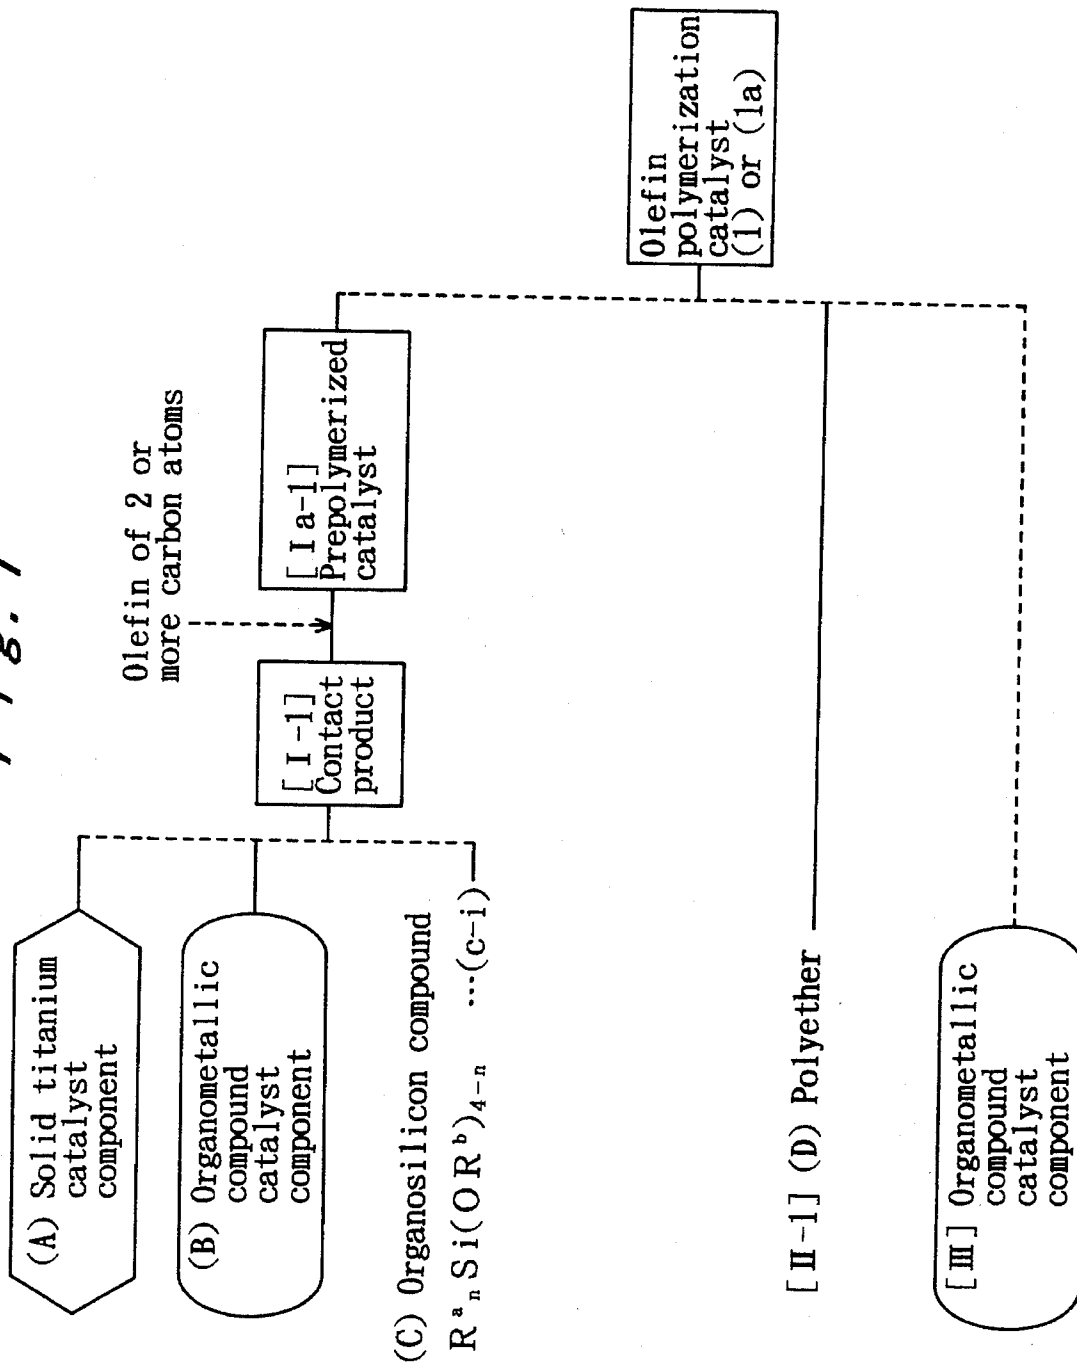 Fig. 1
(A) Solid titanium
catalyst
component
(B) Organometallic
compound
catalyst
component
(C) Organosilicon compound
RᵃₙSi(ORᵇ)₄₋ₙ ···(c-i)
[I-1]
Contact
product
Olefin of 2 or
more carbon atoms
[Ia-1]
Prepolymerized
catalyst
[II-1] (D) Polyether
[III] Organometallic
compound
catalyst
component
Olefin
polymerization
catalyst
(1) or (1a)